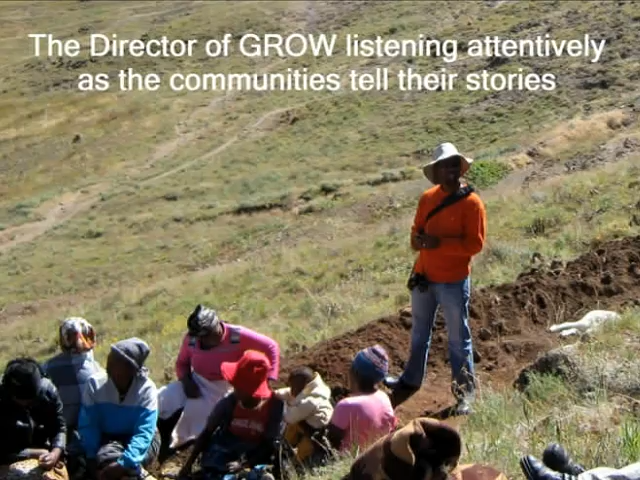 The Director of GROW listening attentively
as the communities tell their stories